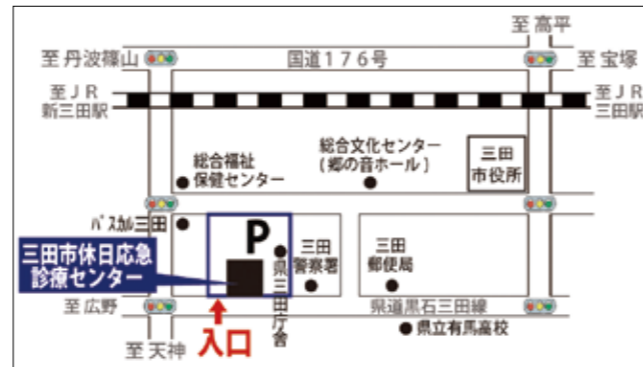 至 高平
至 丹波篠山
国道１７６号
至 宝塚
至ＪＲ
新三田駅
至ＪＲ
三田駅
総合福祉
保健センター
総合文化センター
(郷の音ホール)
三田
市役所
パスカル三田
P
三田市休日応急
診療センター
県三田庁舎
三田
警察署
三田
郵便局
至 広野
県道黒石三田線
入口
県立有馬高校
至 天神